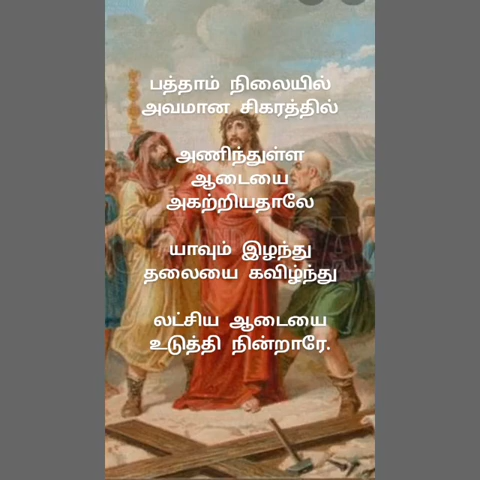 பத்தாம் நிலையில்
அவமான சிகரத்தில்
அணிந்துள்ள
ஆடையை
அகற்றியதாலே
யாவும் இழந்து
தலையை கவிழ்ந்து
லட்சிய ஆடையை
உடுத்தி நின்றாரே.